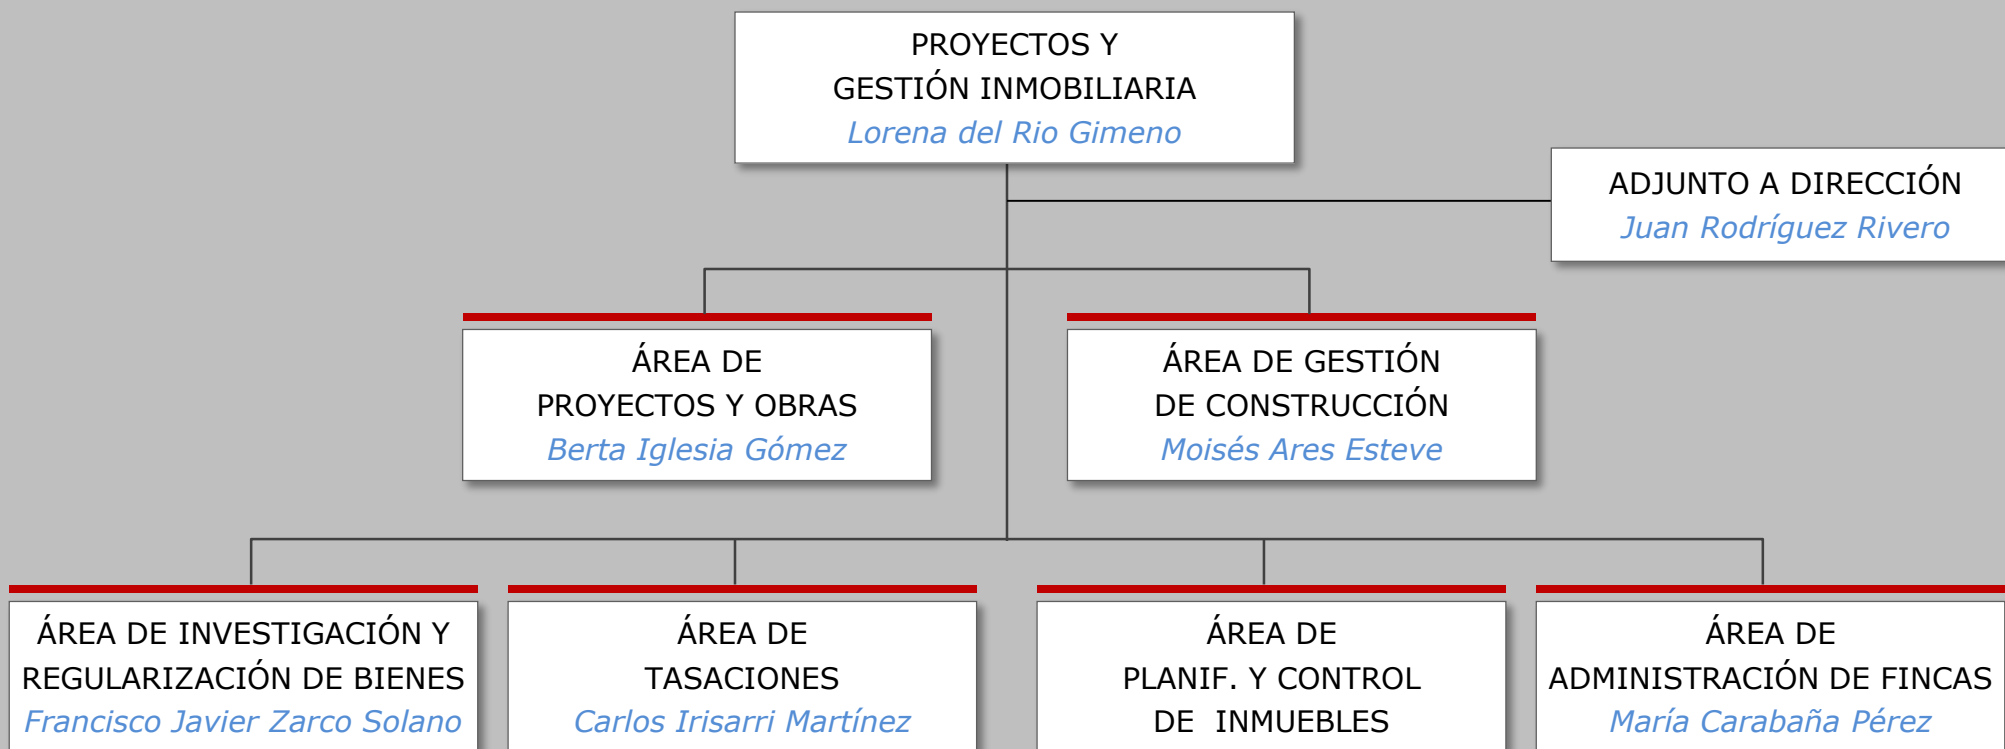 PROYECTOS Y
GESTIÓN INMOBILIARIA
Lorena del Rio Gimeno
ADJUNTO A DIRECCIÓN
Juan Rodríguez Rivero
ÁREA DE
PROYECTOS Y OBRAS
Berta Iglesia Gómez
ÁREA DE GESTIÓN
DE CONSTRUCCIÓN
Moisés Ares Esteve
ÁREA DE INVESTIGACIÓN Y
REGULARIZACIÓN DE BIENES
Francisco Javier Zarco Solano
ÁREA DE
TASACIONES
Carlos Irisarri Martínez
ÁREA DE
PLANIF. Y CONTROL
DE  INMUEBLES
ÁREA DE
ADMINISTRACIÓN DE FINCAS
María Carabaña Pérez